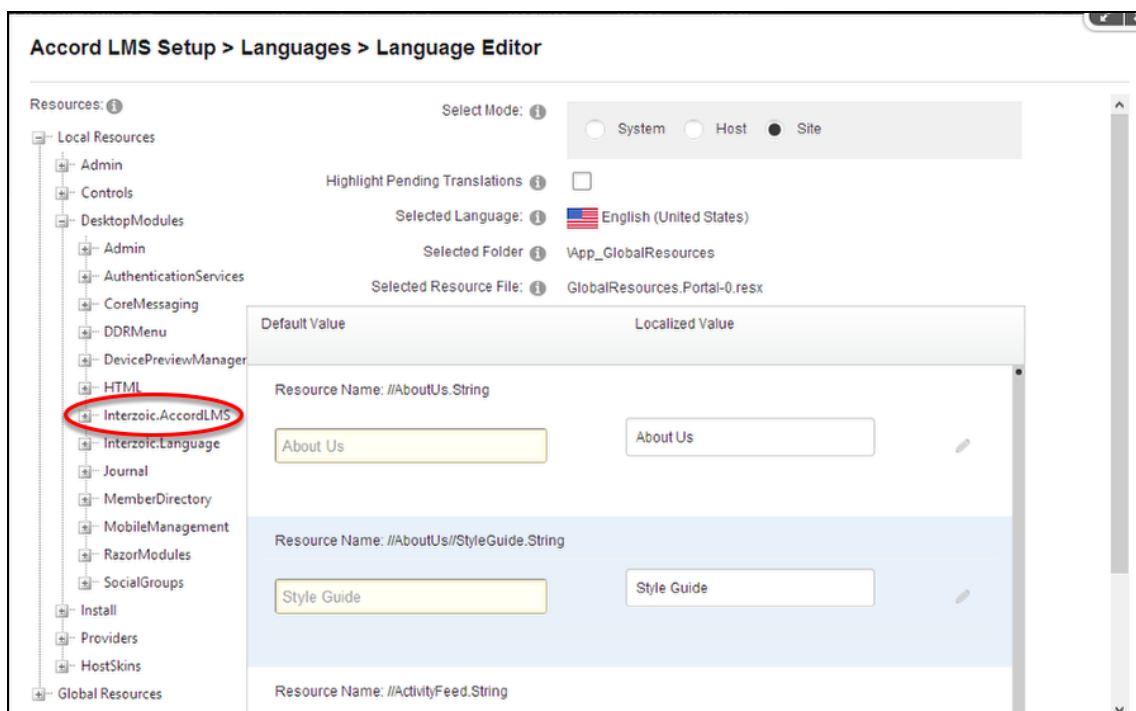 Accord LMS Setup > Languages > Language Editor
Resources:
Local Resources
Admin
Controls
DesktopModules
Admin
AuthenticationServices
CoreMessaging
DDRMenu
DevicePreviewManager
HTML
Interzoic.AccordLMS
Interzoic.Language
Journal
MemberDirectory
MobileManagement
RazorModules
SocialGroups
Install
Providers
HostSkins
Global Resources
Select Mode:
System Host Site
Highlight Pending Translations
Selected Language: English (United States)
Selected Folder \App_GlobalResources
Selected Resource File: GlobalResources.Portal-0.resx
Default Value Localized Value
Resource Name: //AboutUs.String
About Us About Us
Resource Name: //AboutUs//StyleGuide.String
Style Guide Style Guide
Resource Name: //ActivityFeed.String